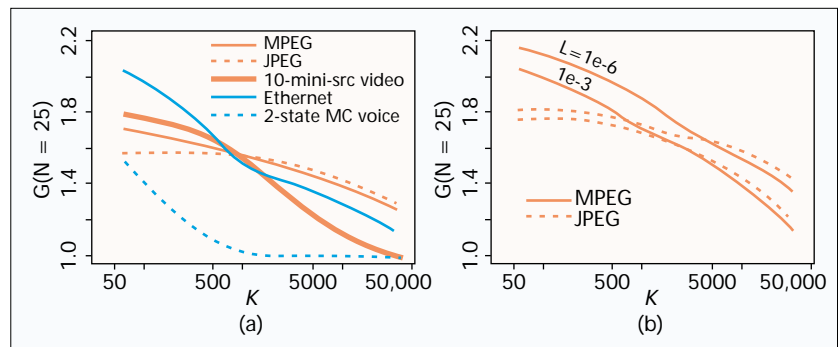 2.2
1.8
1.4
1.0
G(N = 25)
MPEG
JPEG
10-mini-src video
Ethernet
2-state MC voice
50
500
5000
50,000
K
(a)
2.2
1.8
1.4
1.0
G(N = 25)
L=1e-6
1e-3
MPEG
JPEG
50
500
5000
50,000
K
(b)